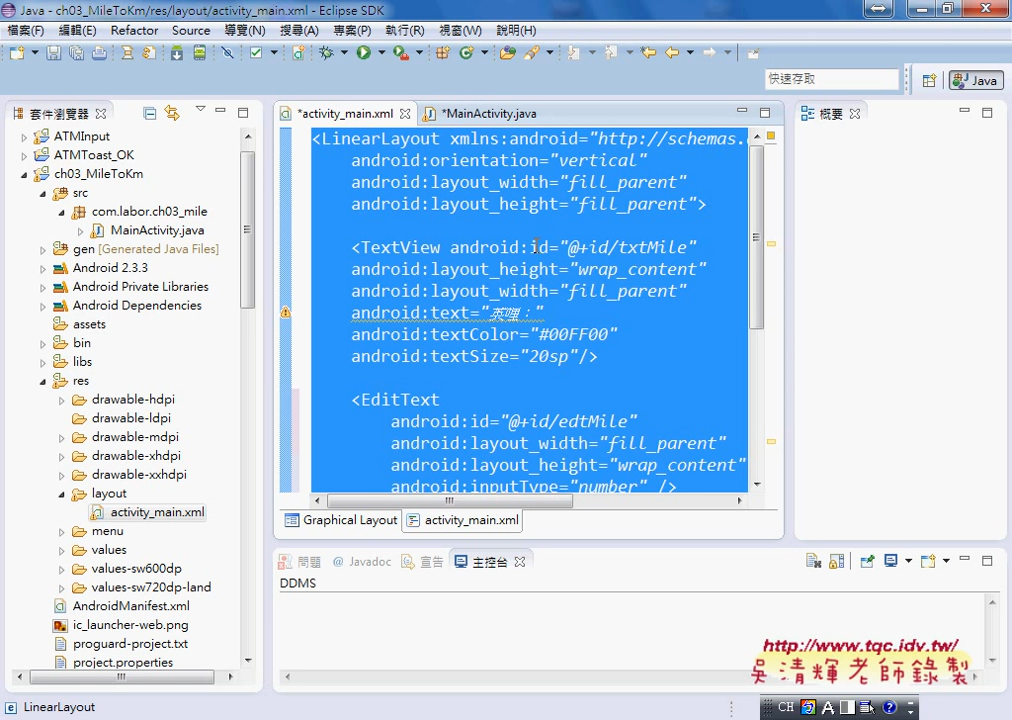 Java - ch03_MileToKm/res/layout/activity_main.xml - Eclipse SDK
檔案(F) 編輯(E) Refactor Source 導覽(N) 搜尋(A) 專案(P) 執行(R) 視窗(W) 說明(H)
快速存取 Java
套件瀏覽器
ATMInput
ATMToast_OK
ch03_MileToKm
src
com.labor.ch03_mile
MainActivity.java
gen [Generated Java Files]
Android 2.3.3
Android Private Libraries
Android Dependencies
assets
bin
libs
res
drawable-hdpi
drawable-ldpi
drawable-mdpi
drawable-xhdpi
drawable-xxhdpi
layout
activity_main.xml
menu
values
values-sw600dp
values-sw720dp-land
AndroidManifest.xml
ic_launcher-web.png
proguard-project.txt
project.properties
*activity_main.xml *MainActivity.java
<LinearLayout xmlns:android="http://schemas.
android:orientation="vertical"
android:layout_width="fill_parent"
android:layout_height="fill_parent">
<TextView android:id="@+id/txtMile"
android:layout_height="wrap_content"
android:layout_width="fill_parent"
android:text="英哩："
android:textColor="#00FF00"
android:textSize="20sp"/>
<EditText
android:id="@+id/edtMile"
android:layout_width="fill_parent"
android:layout_height="wrap_content"
android:inputType="number" />
Graphical Layout activity_main.xml
概要
問題 Javadoc 宣告 主控台
DDMS
http://www.tqc.idv.tw/
吳清輝老師錄製
LinearLayout
CH